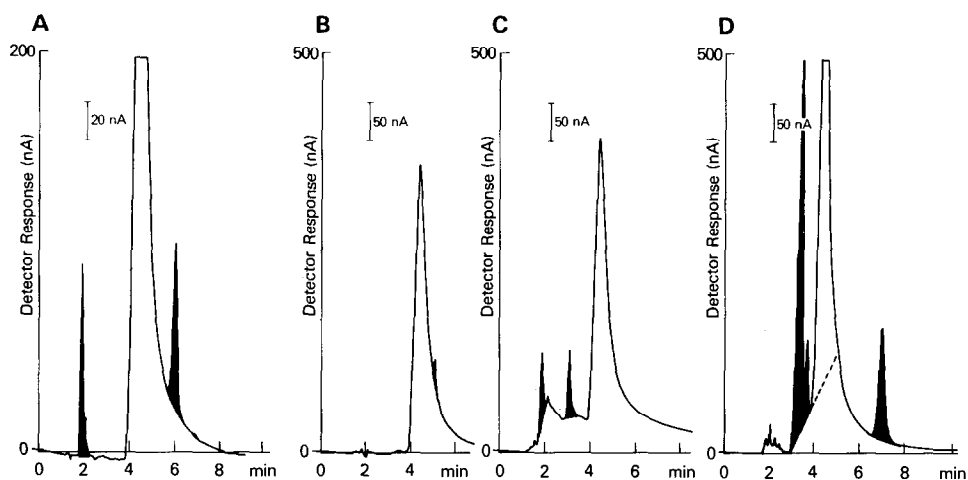 A
200
20 nA
Detector Response (nA)
0
0 2 4 6 8 min
B
500
50 nA
Detector Response (nA)
0
0 2 4 6 min
C
500
50 nA
Detector Response (nA)
0
0 2 4 6 8 min
D
500
50 nA
Detector Response (nA)
0
0 2 4 6 8 min